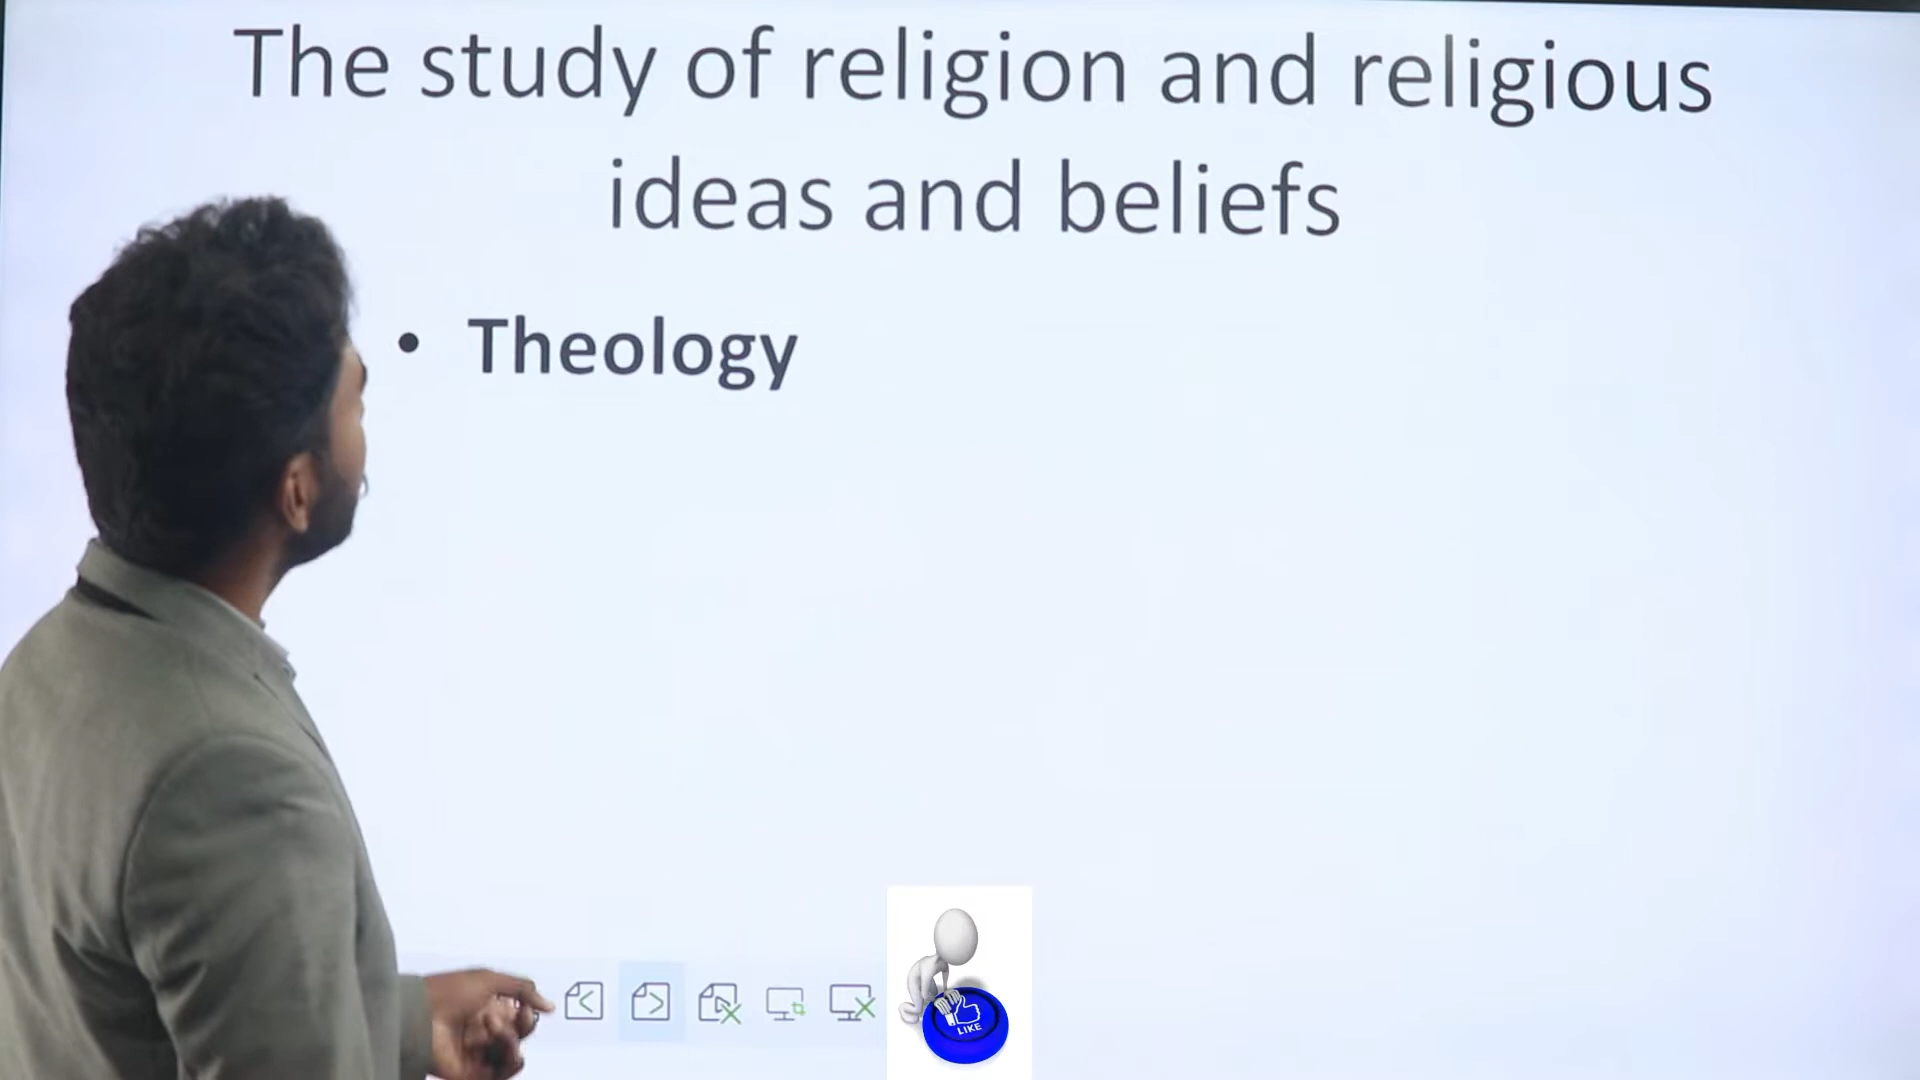 The study of religion and religious
ideas and beliefs
• Theology
LIKE